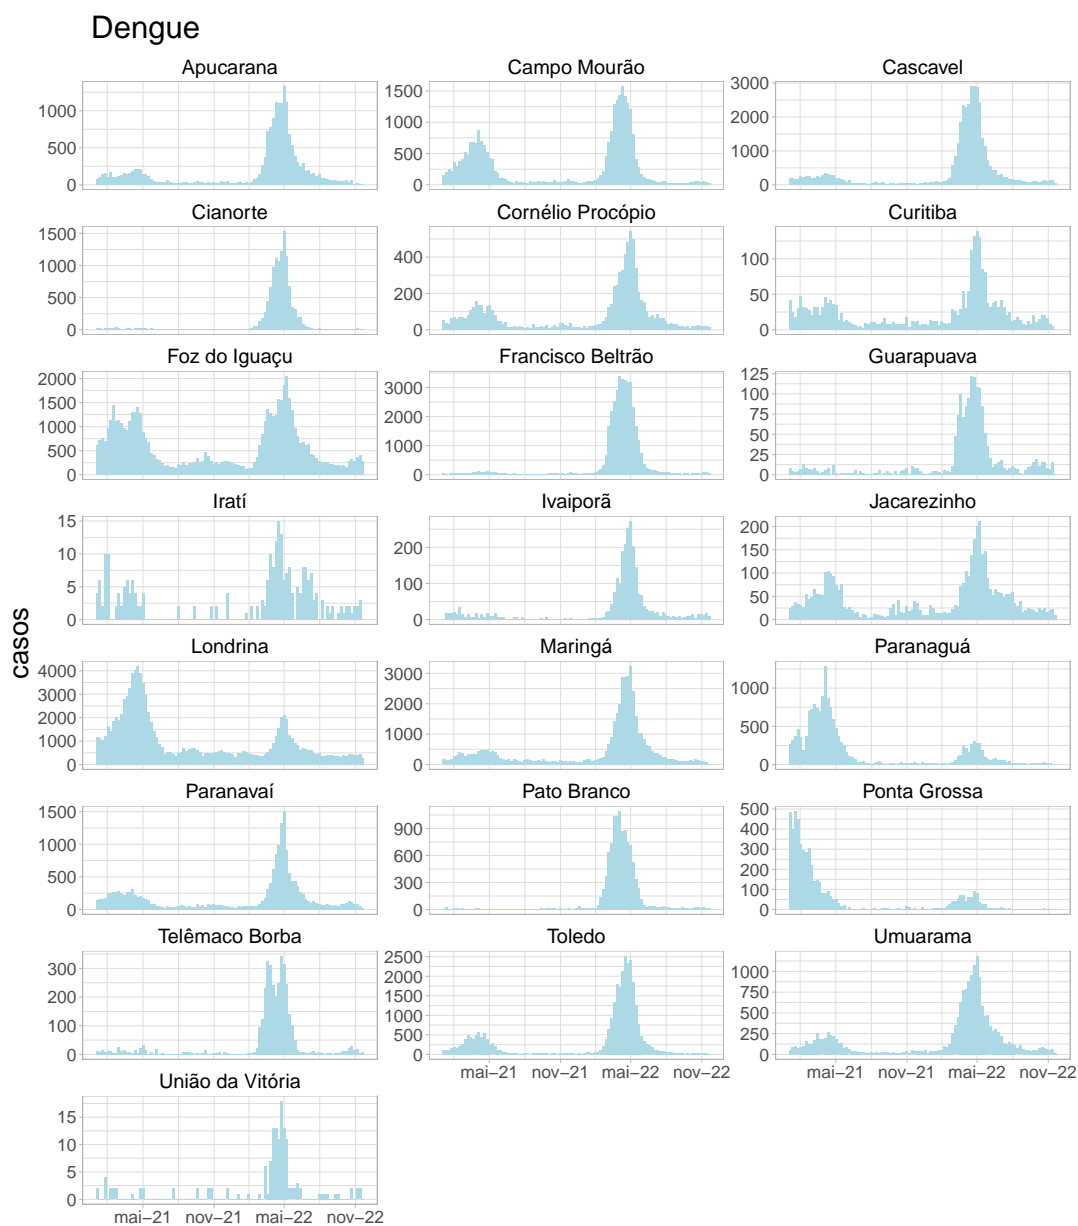 Dengue
Apucarana Campo Mourão Cascavel
1000 500 0
1500 1000 500 0
3000 2000 1000 0
Cianorte Cornélio Procópio Curitiba
1500 1000 500 0
400 200 0
100 50 0
Foz do Iguaçu Francisco Beltrão Guarapuava
2000 1500 1000 500 0
3000 2000 1000 0
125 100 75 50 25 0
Iratí Ivaiporã Jacarezinho
15 10 5 0
200 100 0
200 150 100 50 0
casos
Londrina Maringá Paranaguá
4000 3000 2000 1000 0
3000 2000 1000 0
1000 500 0
Paranavaí Pato Branco Ponta Grossa
1500 1000 500 0
900 600 300 0
500 400 300 200 100 0
Telêmaco Borba Toledo Umuarama
300 200 100 0
2500 2000 1500 1000 500 0
1000 750 500 250 0
mai–21 nov–21 mai–22 nov–22 mai–21 nov–21 mai–22 nov–22
União da Vitória
15 10 5 0
mai–21 nov–21 mai–22 nov–22